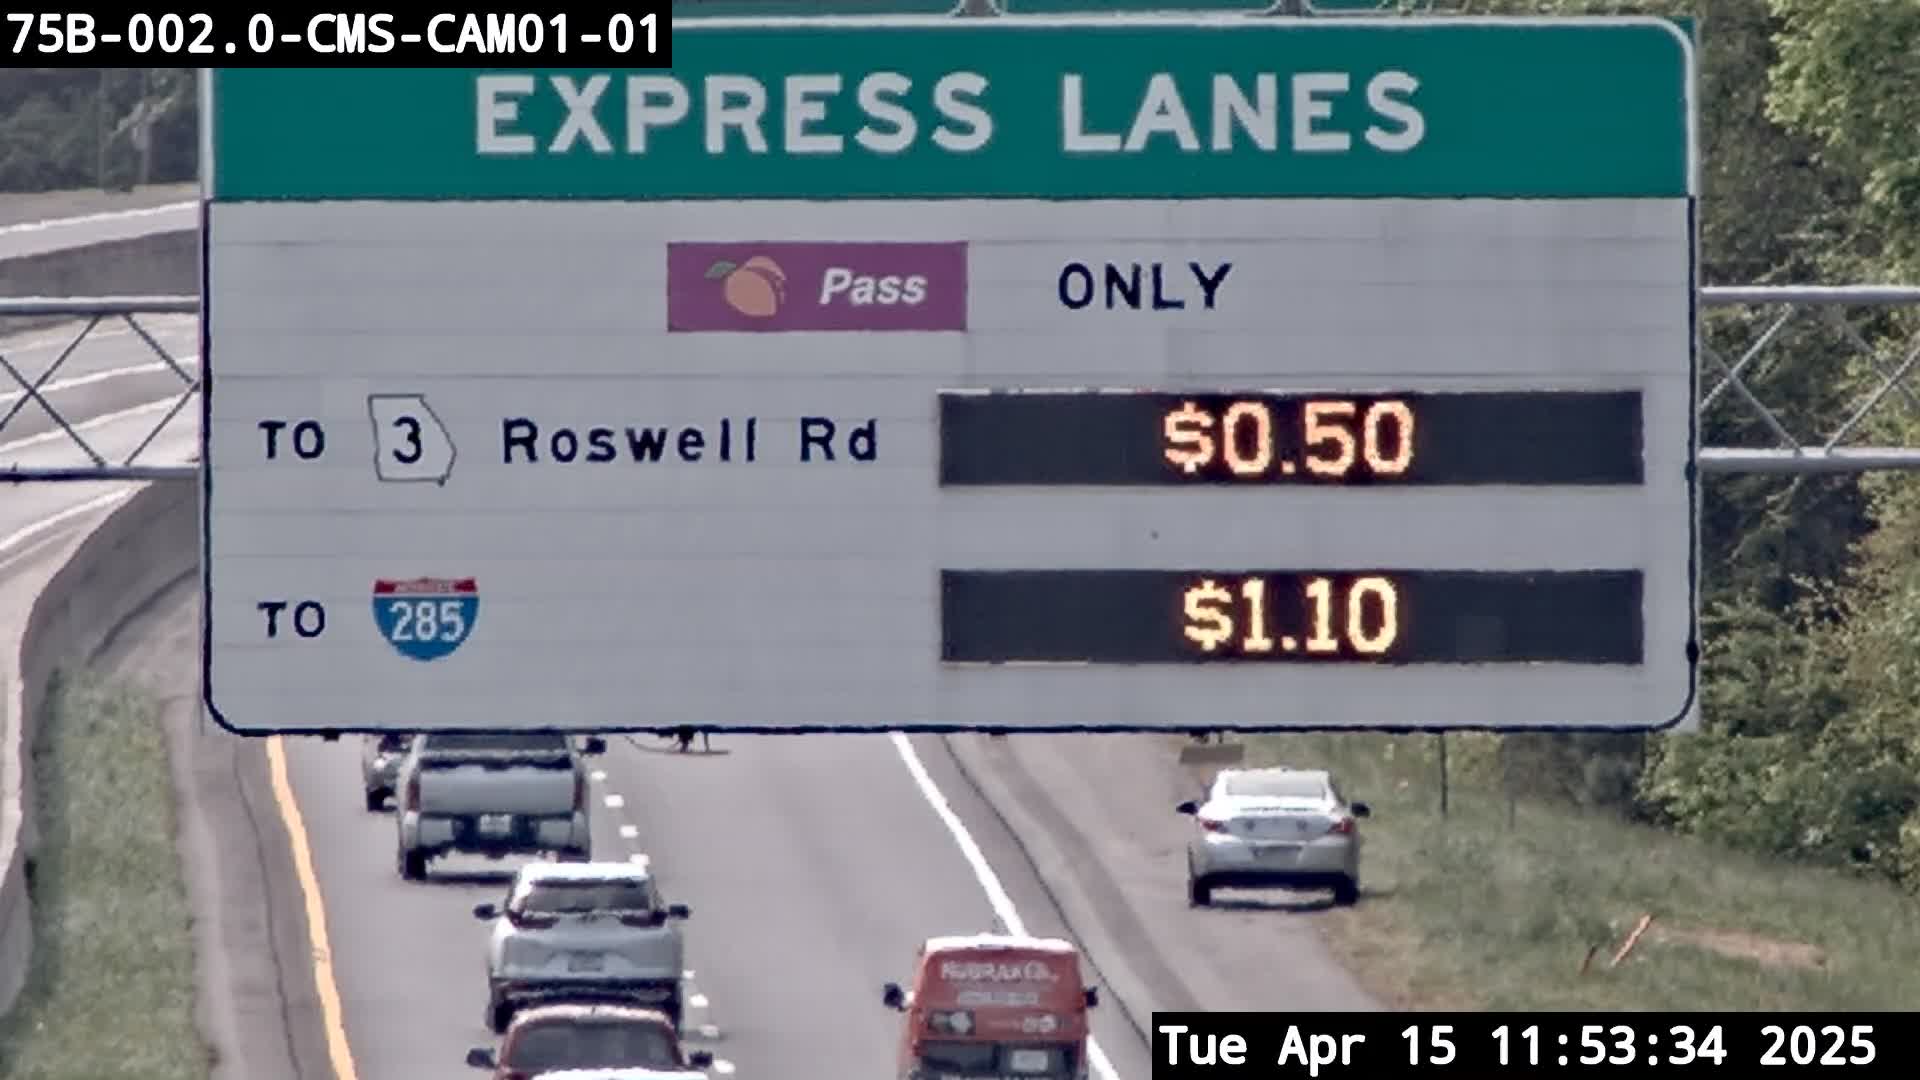 75B-002.0-CMS-CAM01-01
EXPRESS LANES
Pass ONLY
TO 3 Roswell Rd $0.50
TO 285 $1.10
Tue Apr 15 11:53:34 2025